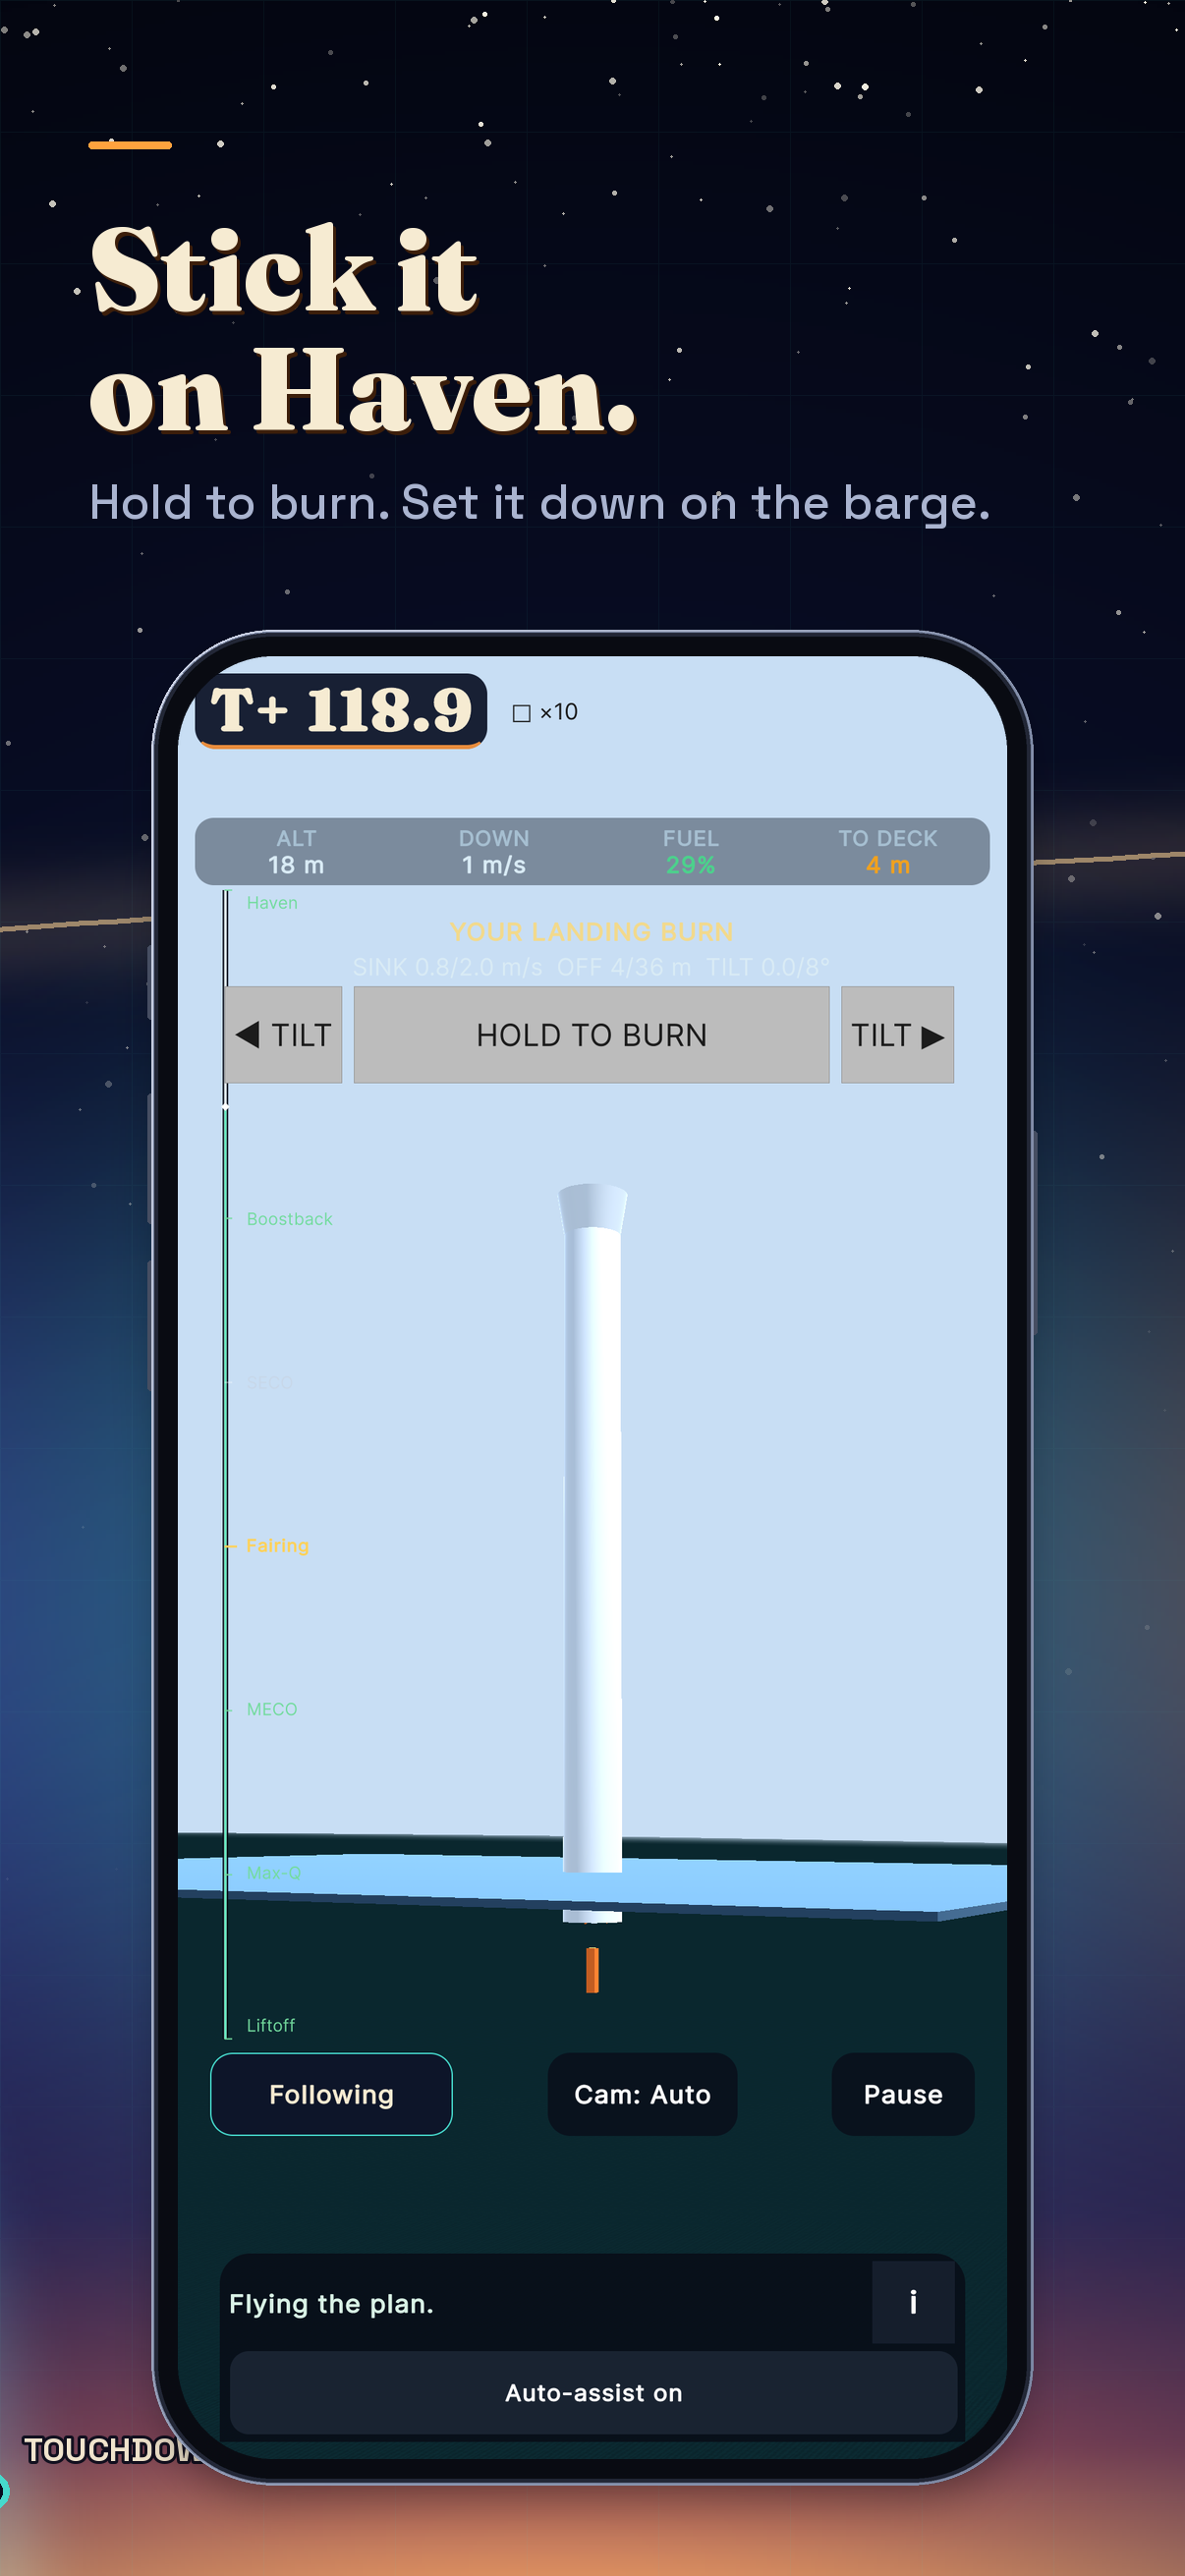 Stick it
on Haven.
Hold to burn. Set it down on the barge.
T+ 118.9
□ ×10
ALT DOWN FUEL TO DECK
18 m 1 m/s 29% 4 m
Haven
YOUR LANDING BURN
SINK 0.8/2.0 m/s OFF 4/36 m TILT 0.0/8°
◀ TILT HOLD TO BURN TILT ▶
Boostback
SECO
Fairing
MECO
Max-Q
Liftoff
Following Cam: Auto Pause
Flying the plan. i
Auto-assist on
TOUCHDOW